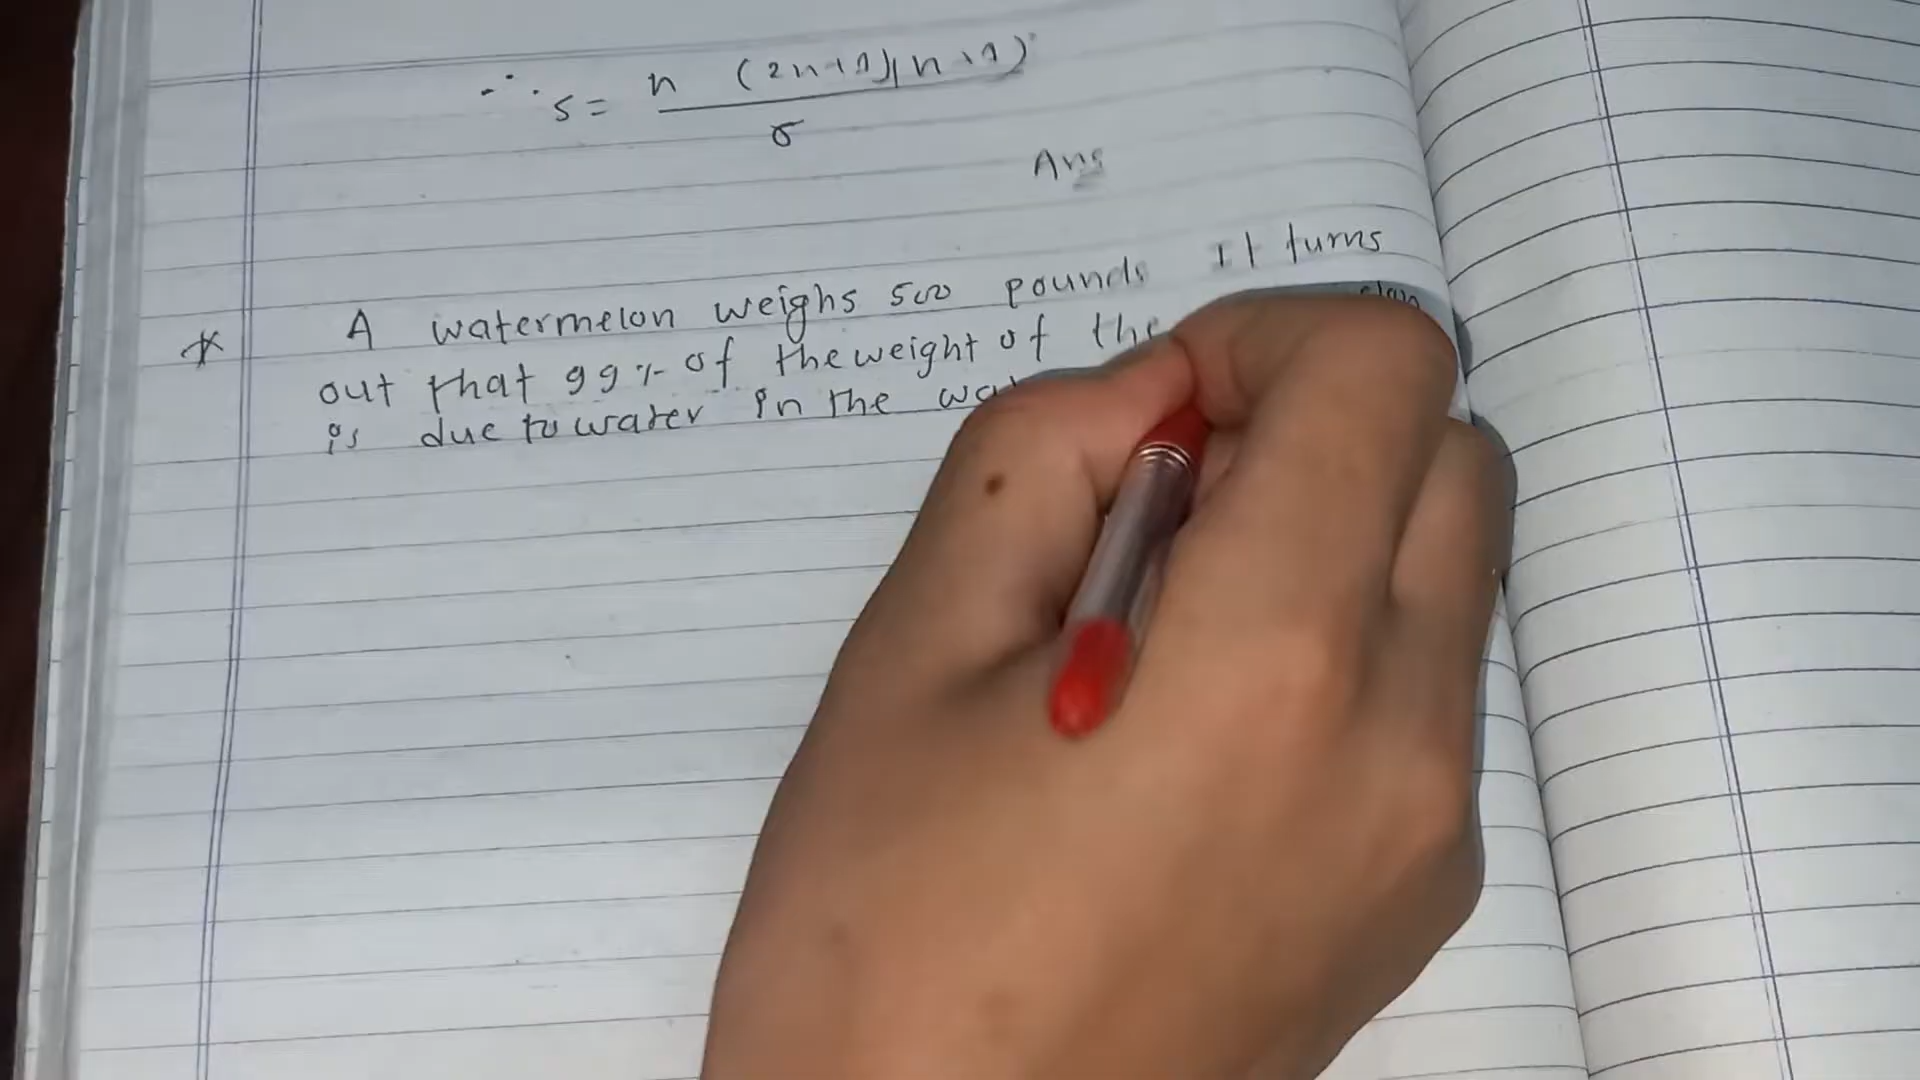 ∴ s = n (2n+1)(n+1)
6
Ans
* A watermelon weighs 500 pounds It turns
out that 99% of the weight of the
is due to water in the